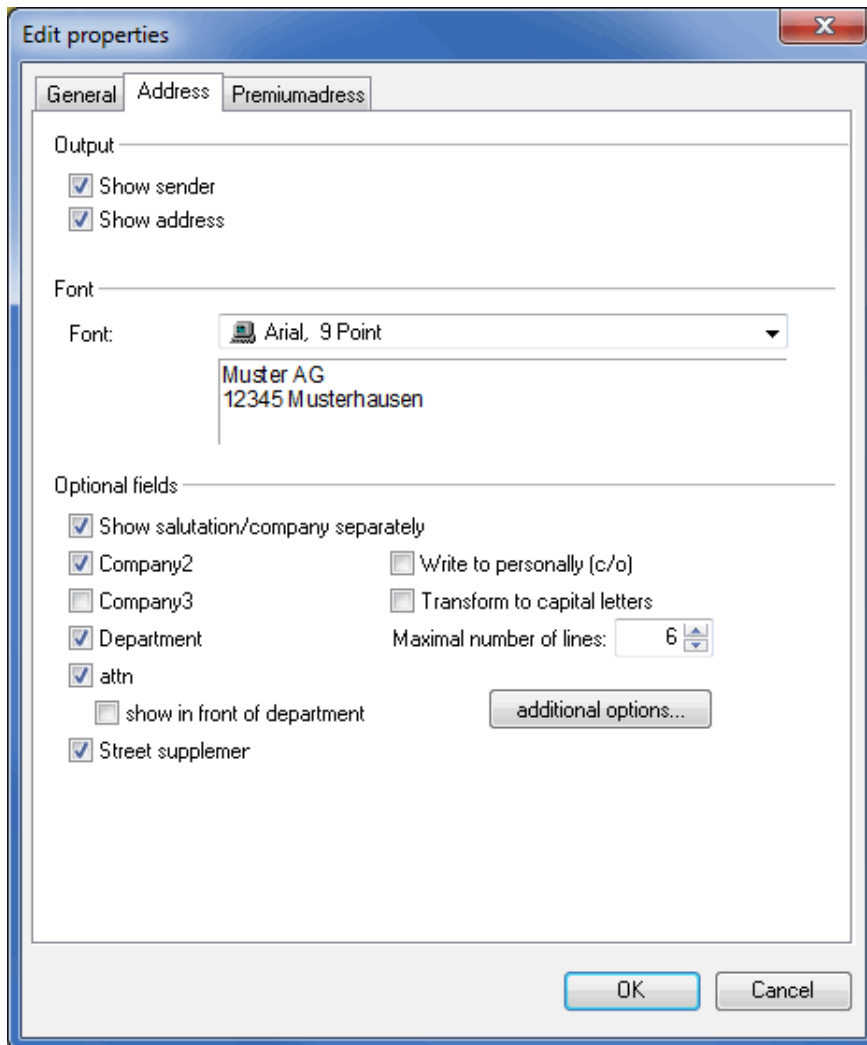 Edit properties
General Address Premiumadress
Output
Show sender
Show address
Font
Font: Arial, 9 Point
Muster AG
12345 Musterhausen
Optional fields
Show salutation/company separately
Company2 Write to personally (c/o)
Company3 Transform to capital letters
Department Maximal number of lines: 6
attn
show in front of department additional options...
Street supplemer
OK Cancel